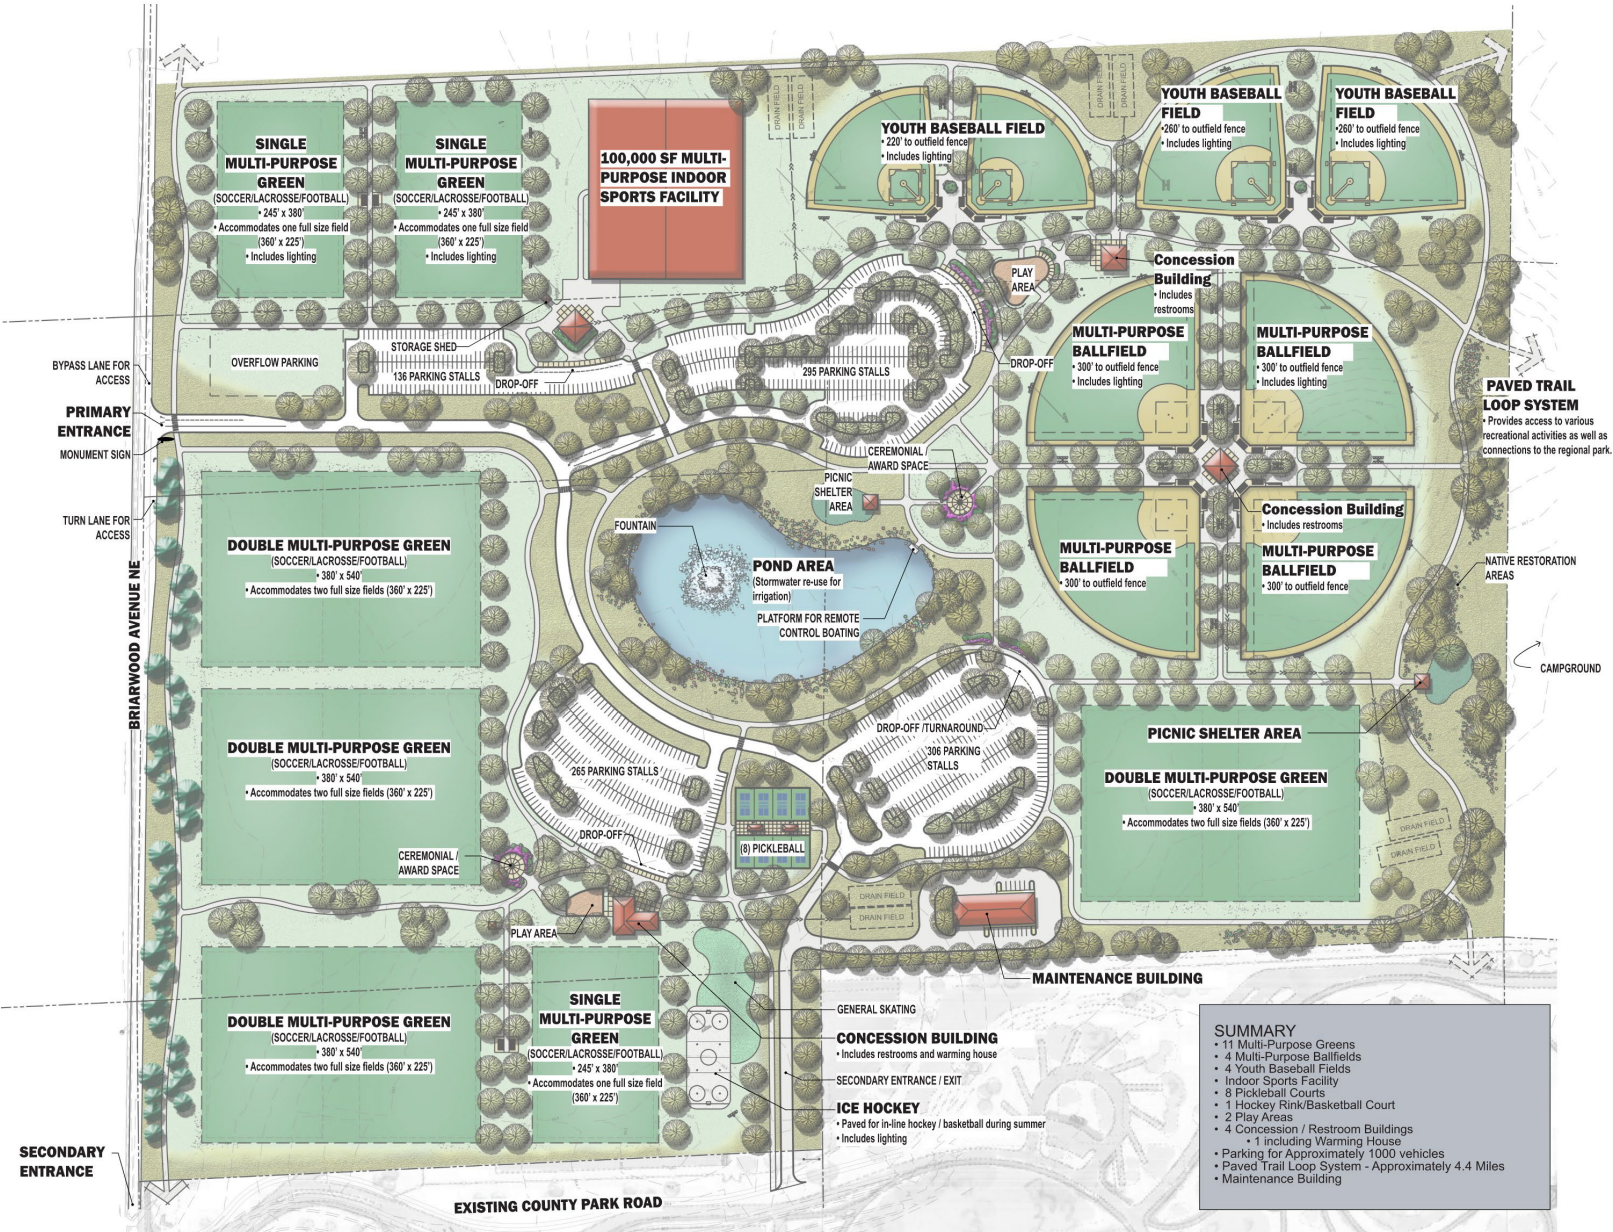 SINGLE
MULTI-PURPOSE
GREEN
(SOCCER/LACROSSE/FOOTBALL)
• 245' x 380'
• Accommodates one full size field
(360' x 225')
• Includes lighting
SINGLE
MULTI-PURPOSE
GREEN
(SOCCER/LACROSSE/FOOTBALL)
• 245' x 380'
• Accommodates one full size field
(360' x 225')
• Includes lighting
100,000 SF MULTI-
PURPOSE INDOOR
SPORTS FACILITY
DRAIN FIELD
DRAIN FIELD
YOUTH BASEBALL FIELD
• 220' to outfield fence
• Includes lighting
DRAIN FIELD
DRAIN FIELD
YOUTH BASEBALL
FIELD
•260' to outfield fence
• Includes lighting
YOUTH BASEBALL
FIELD
•260' to outfield fence
• Includes lighting
PLAY
AREA
Concession
Building
• Includes
restrooms
MULTI-PURPOSE
BALLFIELD
• 300' to outfield fence
• Includes lighting
MULTI-PURPOSE
BALLFIELD
• 300' to outfield fence
• Includes lighting
STORAGE SHED
OVERFLOW PARKING
136 PARKING STALLS
DROP-OFF
295 PARKING STALLS
DROP-OFF
BYPASS LANE FOR
ACCESS
PRIMARY
ENTRANCE
MONUMENT SIGN
TURN LANE FOR
ACCESS
PAVED TRAIL
LOOP SYSTEM
• Provides access to various
recreational activities as well as
connections to the regional park.
CEREMONIAL /
AWARD SPACE
PICNIC
SHELTER
AREA
Concession Building
• Includes restrooms
FOUNTAIN
DOUBLE MULTI-PURPOSE GREEN
(SOCCER/LACROSSE/FOOTBALL)
• 380' x 540'
• Accommodates two full size fields (360' x 225')
POND AREA
(Stormwater re-use for
irrigation)
PLATFORM FOR REMOTE
CONTROL BOATING
MULTI-PURPOSE
BALLFIELD
• 300' to outfield fence
MULTI-PURPOSE
BALLFIELD
• 300' to outfield fence
NATIVE RESTORATION
AREAS
CAMPGROUND
BRIARWOOD AVENUE NE
DROP-OFF /TURNAROUND
306 PARKING
STALLS
PICNIC SHELTER AREA
DOUBLE MULTI-PURPOSE GREEN
(SOCCER/LACROSSE/FOOTBALL)
• 380' x 540'
• Accommodates two full size fields (360' x 225')
265 PARKING STALLS
DOUBLE MULTI-PURPOSE GREEN
(SOCCER/LACROSSE/FOOTBALL)
• 380' x 540'
• Accommodates two full size fields (360' x 225')
DROP-OFF
(8) PICKLEBALL
DRAIN FIELD
DRAIN FIELD
CEREMONIAL /
AWARD SPACE
DRAIN FIELD
DRAIN FIELD
PLAY AREA
MAINTENANCE BUILDING
DOUBLE MULTI-PURPOSE GREEN
(SOCCER/LACROSSE/FOOTBALL)
• 380' x 540'
• Accommodates two full size fields (360' x 225')
SINGLE
MULTI-PURPOSE
GREEN
(SOCCER/LACROSSE/FOOTBALL)
• 245' x 380'
• Accommodates one full size field
(360' x 225')
GENERAL SKATING
CONCESSION BUILDING
• Includes restrooms and warming house
SECONDARY ENTRANCE / EXIT
ICE HOCKEY
• Paved for in-line hockey / basketball during summer
• Includes lighting
SECONDARY
ENTRANCE
EXISTING COUNTY PARK ROAD
SUMMARY
• 11 Multi-Purpose Greens
• 4 Multi-Purpose Ballfields
• 4 Youth Baseball Fields
• Indoor Sports Facility
• 8 Pickleball Courts
• 1 Hockey Rink/Basketball Court
• 2 Play Areas
• 4 Concession / Restroom Buildings
• 1 including Warming House
• Parking for Approximately 1000 vehicles
• Paved Trail Loop System - Approximately 4.4 Miles
• Maintenance Building